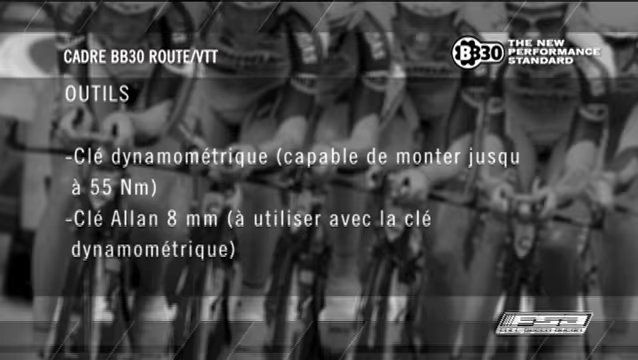 CADRE BB30 ROUTE/VTT
BB30
THE NEW
PERFORMANCE
STANDARD
OUTILS
-Clé dynamométrique (capable de monter jusqu
à 55 Nm)
-Clé Allan 8 mm (à utiliser avec la clé
dynamométrique)
FSA